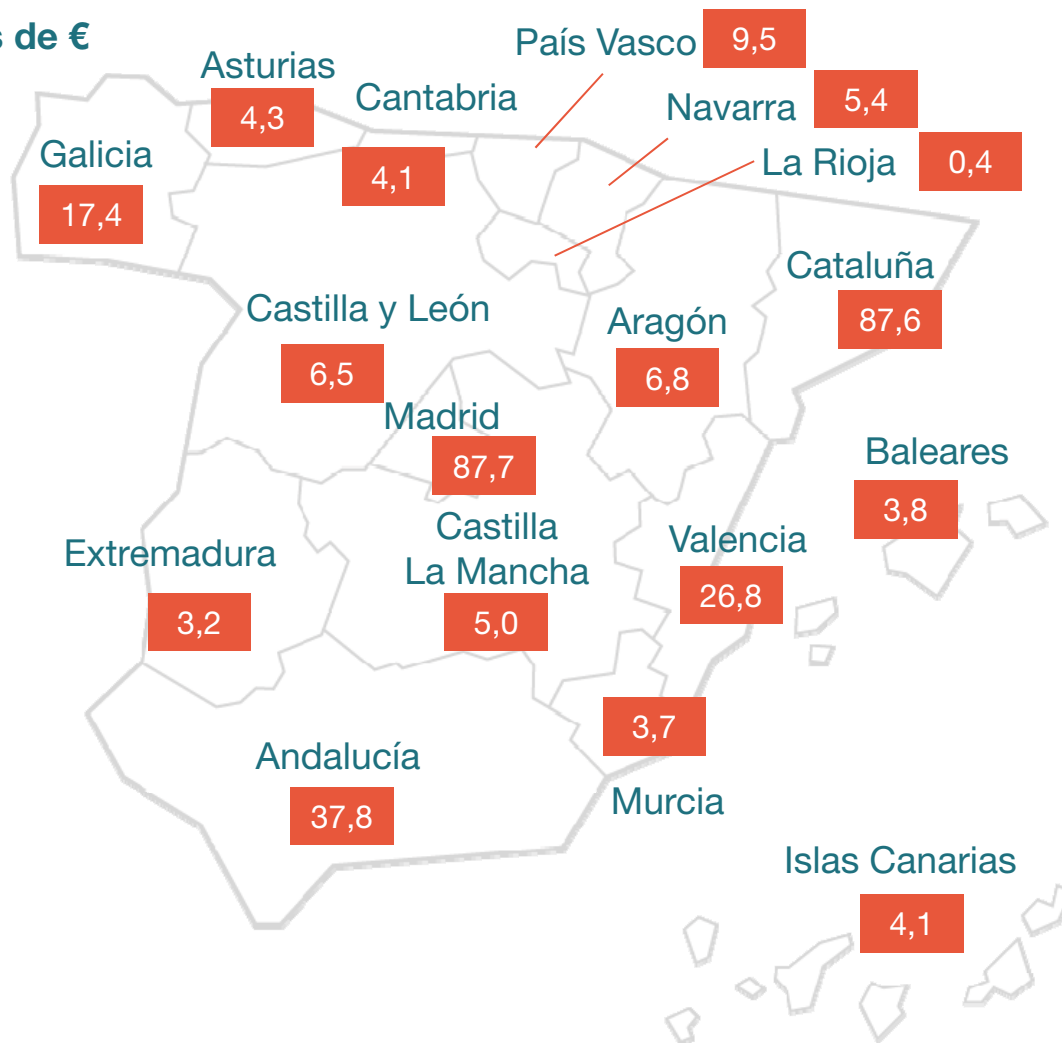 de €
País Vasco
9,5
Asturias
4,3
Cantabria
4,1
Navarra
5,4
La Rioja
0,4
Galicia
17,4
Cataluña
87,6
Castilla y León
6,5
Aragón
6,8
Madrid
87,7
Baleares
3,8
Castilla
La Mancha
5,0
Valencia
26,8
Extremadura
3,2
3,7
Murcia
Andalucía
37,8
Islas Canarias
4,1